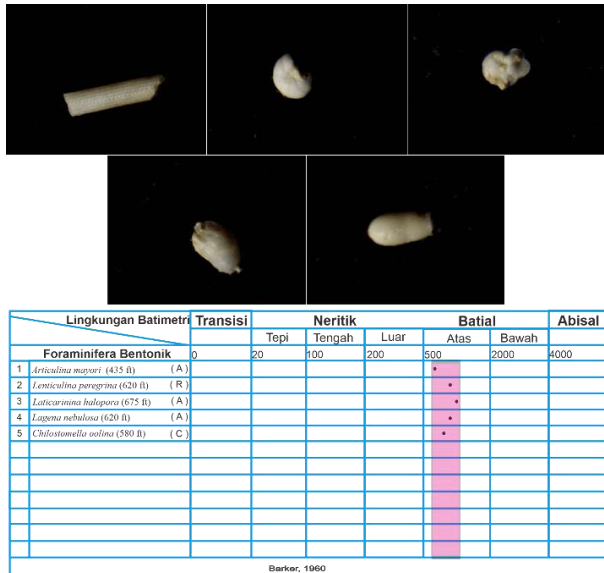 Lingkungan Batimetri Transisi Neritik Batial Abisal
Tepi Tengah Luar Atas Bawah
Foraminifera Bentonik 0 20 100 200 500 2000 4000
1 Articulina mayori (435 ft) (A)
2 Lenticulina peregrina (620 ft) (R)
3 Laticarinina halopora (675 ft) (A)
4 Lagena nebulosa (620 ft) (A)
5 Chilostomella oolina (580 ft) (C)
Barker, 1960